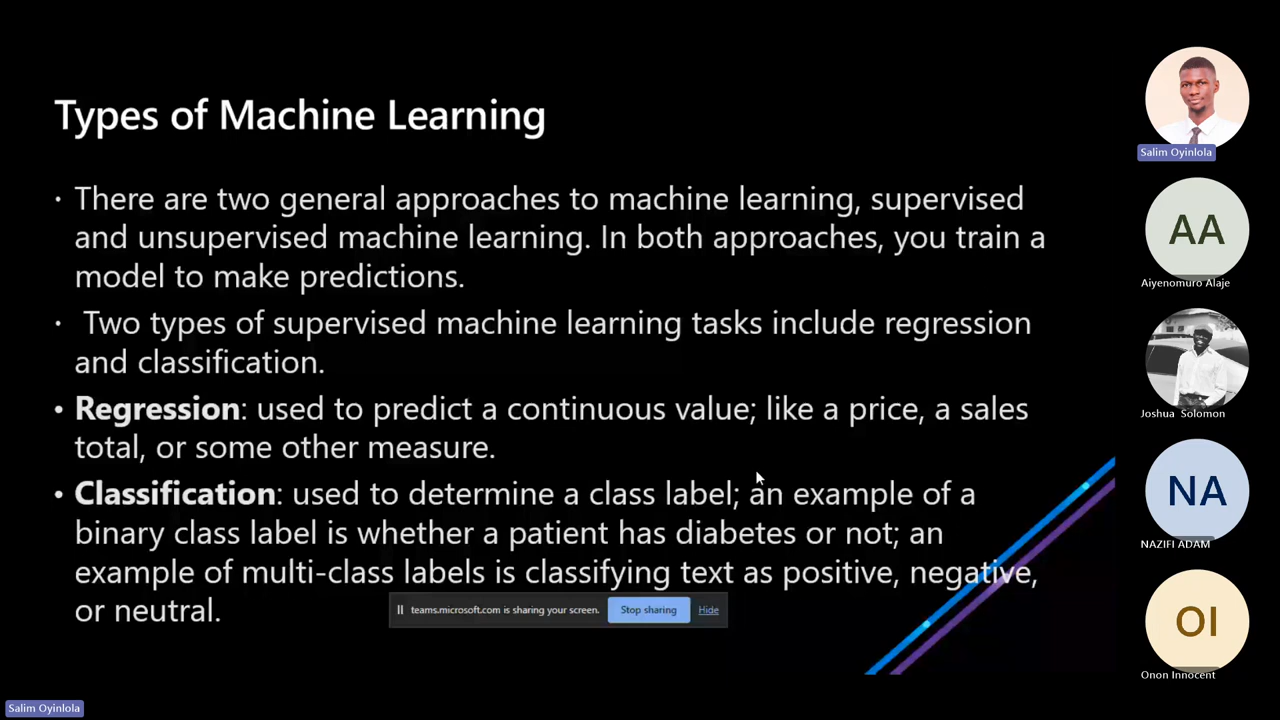 Types of Machine Learning
• There are two general approaches to machine learning, supervised
and unsupervised machine learning. In both approaches, you train a
model to make predictions.
• Two types of supervised machine learning tasks include regression
and classification.
• Regression: used to predict a continuous value; like a price, a sales
total, or some other measure.
• Classification: used to determine a class label; an example of a
binary class label is whether a patient has diabetes or not; an
example of multi-class labels is classifying text as positive, negative,
or neutral.
teams.microsoft.com is sharing your screen. Stop sharing Hide
Salim Oyinlola
AA
Aiyenomuro Alaje
Joshua Solomon
NA
NAZIFI ADAM
OI
Onon Innocent
Salim Oyinlola